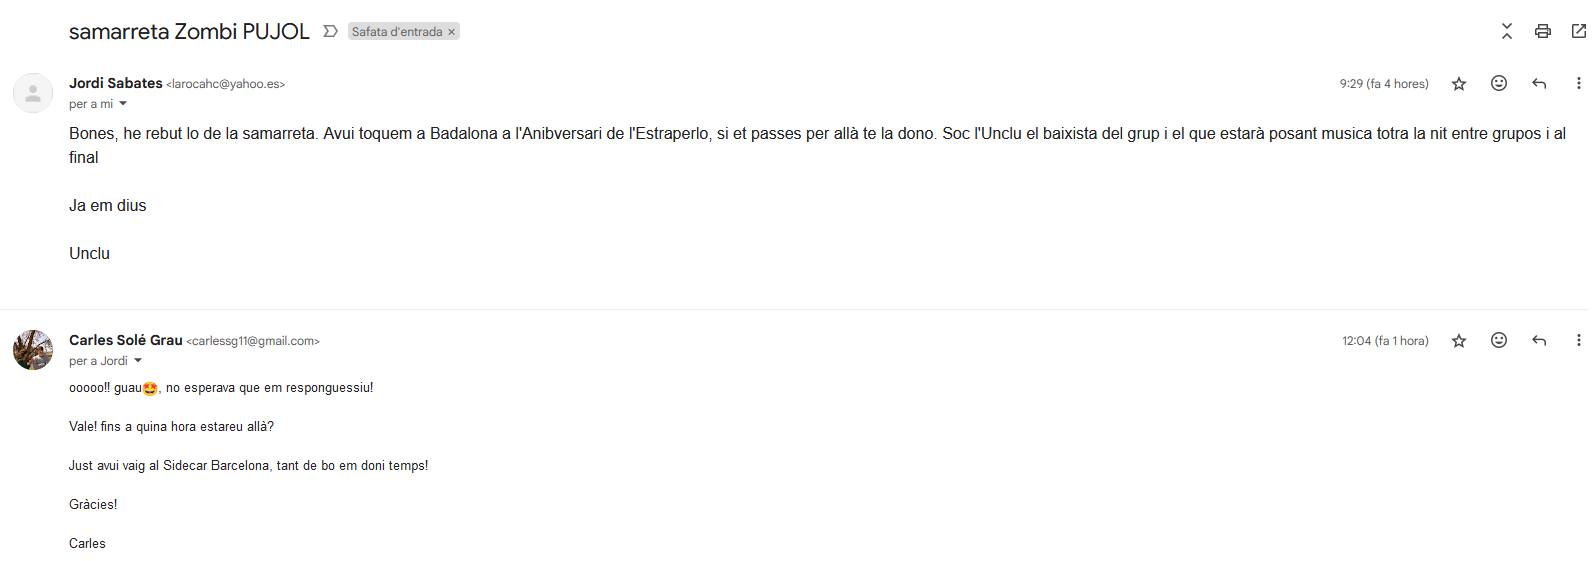 samarreta Zombi PUJOL Safata d'entrada ×
Jordi Sabates <larocahc@yahoo.es> 9:29 (fa 4 hores)
per a mi
Bones, he rebut lo de la samarreta. Avui toquem a Badalona a l'Anibversari de l'Estraperlo, si et passes per allà te la dono. Soc l'Unclu el baixista del grup i el que estarà posant musica totra la nit entre grupos i al
final
Ja em dius
Unclu
Carles Solé Grau <carlessg11@gmail.com> 12:04 (fa 1 hora)
per a Jordi
ooooo!! guau🤩, no esperava que em responguessiu!
Vale! fins a quina hora estareu allà?
Just avui vaig al Sidecar Barcelona, tant de bo em doni temps!
Gràcies!
Carles